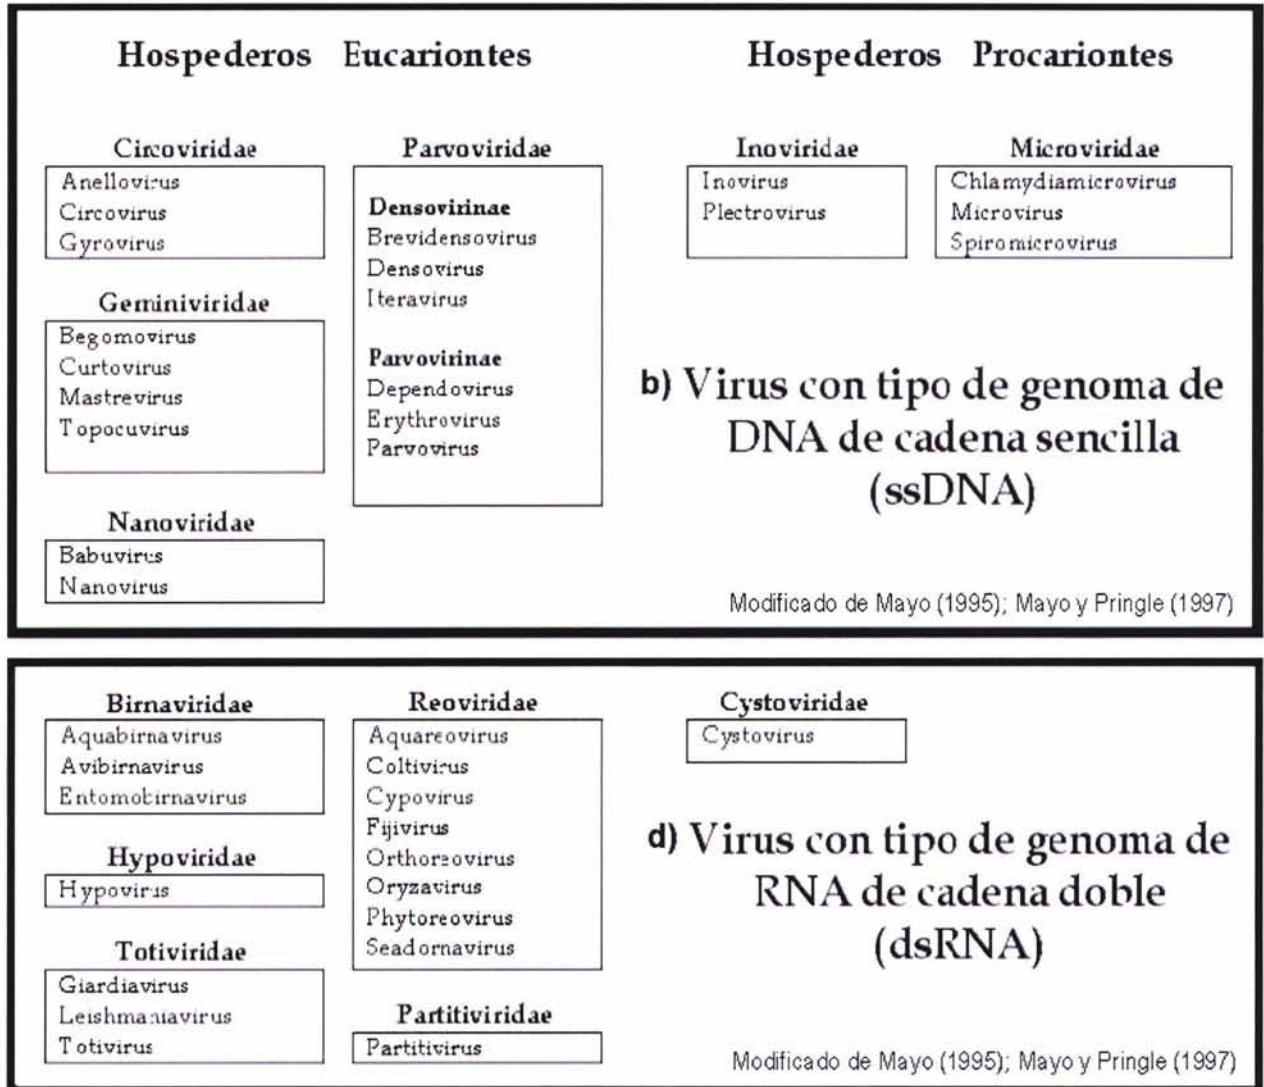 Hospederos Eucariontes
Hospederos Procariontes
Circoviridae
Anellovirus
Circovirus
Gyrovirus
Geminiviridae
Begomovirus
Curtovirus
Mastrevirus
Topocuvirus
Nanoviridae
Babuvirus
Nanovirus
Parvoviridae
Densovirinae
Brevidensovirus
Densovirus
Iteravirus
Parvovirinae
Dependovirus
Erythrovirus
Parvovirus
Inoviridae
Inovirus
Plectrovirus
Microviridae
Chlamydiamicrovirus
Microvirus
Spiromicrovirus
b) Virus con tipo de genoma de
DNA de cadena sencilla
(ssDNA)
Modificado de Mayo (1995); Mayo y Pringle (1997)
Birnaviridae
Aquabirnavirus
Avibirnavirus
Entomobirnavirus
Hypoviridae
Hypovirus
Totiviridae
Giardiavirus
Leishmaniavirus
Totivirus
Reoviridae
Aquareovirus
Coltivirus
Cypovirus
Fijivirus
Orthoreovirus
Oryzavirus
Phytoreovirus
Seadornavirus
Partitiviridae
Partitivirus
Cystoviridae
Cystovirus
d) Virus con tipo de genoma de
RNA de cadena doble
(dsRNA)
Modificado de Mayo (1995); Mayo y Pringle (1997)